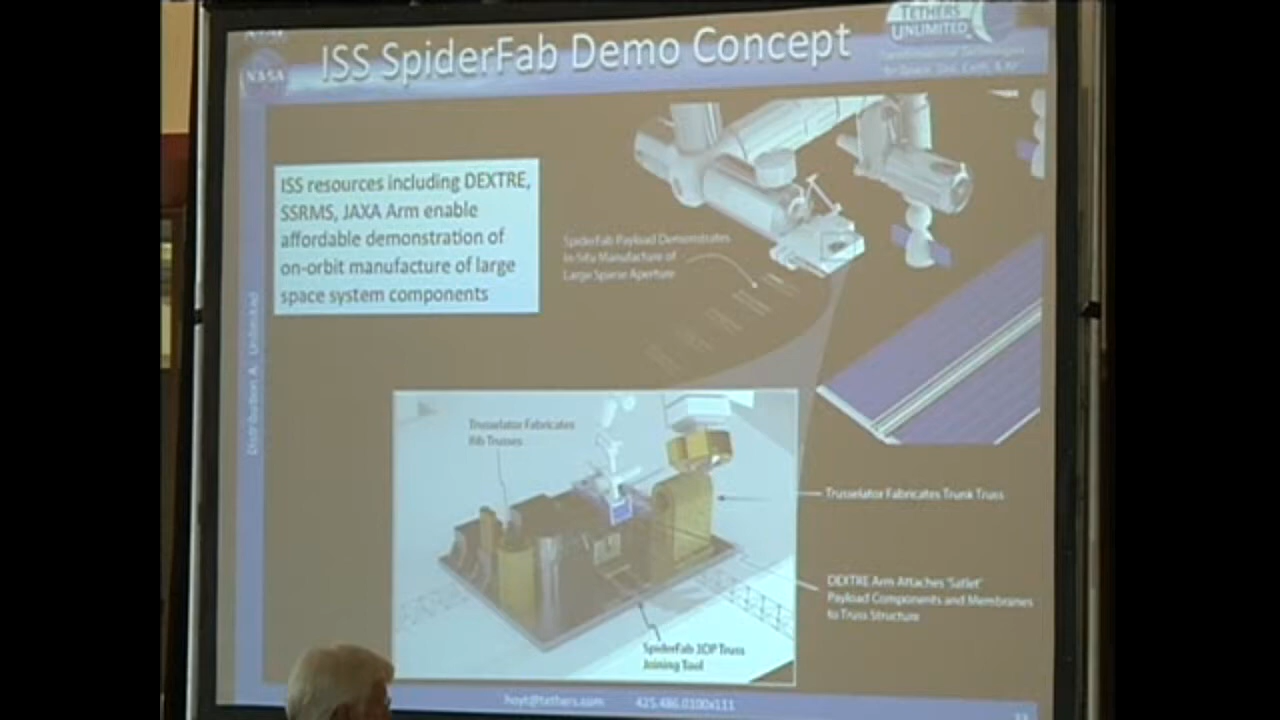 ISS SpiderFab Demo Concept
NASA
TETHERS
UNLIMITED
ISS resources including DEXTRE,
SSRMS, JAXA Arm enable
affordable demonstration of
on-orbit manufacture of large
space system components
SpiderFab Payload Demonstrates
In-Situ Manufacture of
Large Sparse Aperture
Trusselator Fabricates
Rib Trusses
Trusselator Fabricates Trunk Truss
DEXTRE Arm Attaches 'Satlet'
Payload Components and Membranes
to Truss Structure
SpiderFab 3DP Truss
Joining Tool
Distribution A. Unlimited
hoyt@tethers.com 425.486.0100x111